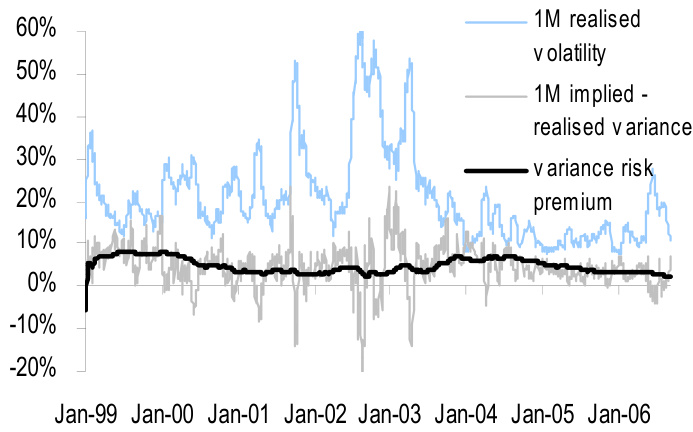 60%
50%
40%
30%
20%
10%
0%
-10%
-20%
Jan-99 Jan-00 Jan-01 Jan-02 Jan-03 Jan-04 Jan-05 Jan-06
1M realised
volatility
1M implied -
realised variance
variance risk
premium